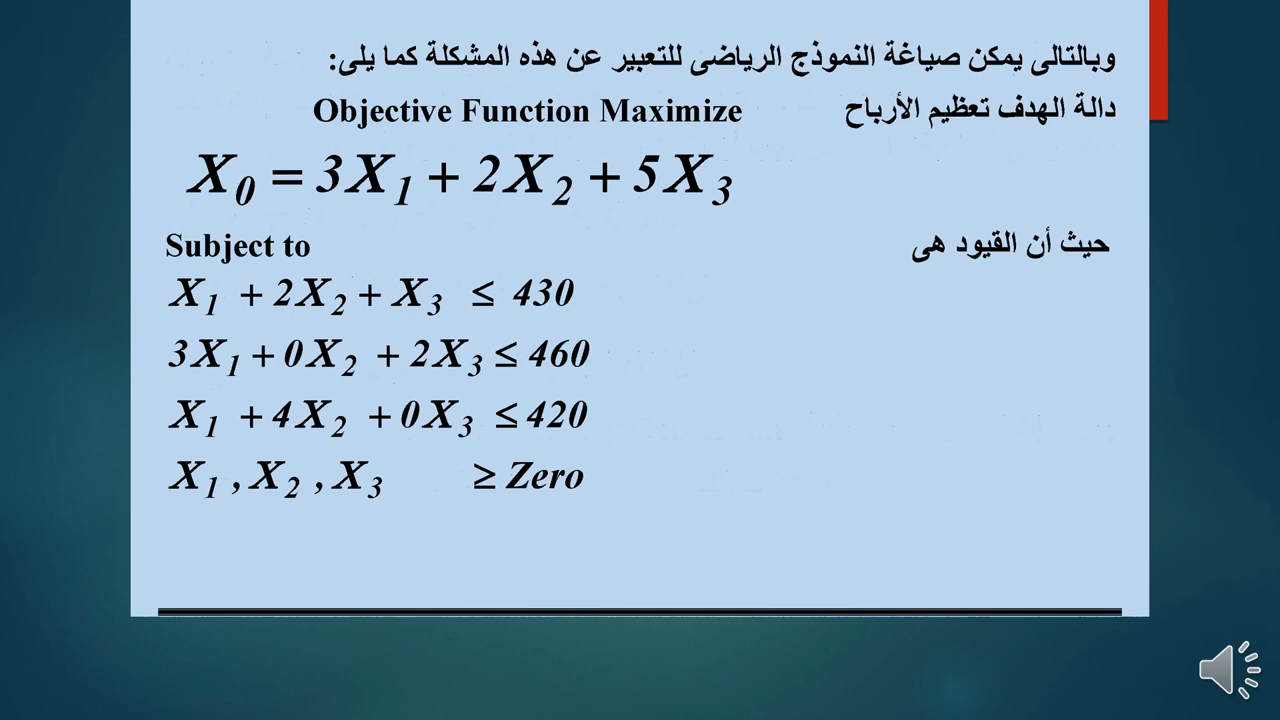 وبالتالى يمكن صياغة النموذج الرياضى للتعبير عن هذه المشكلة كما يلى:
دالة الهدف تعظيم الأرباح Objective Function Maximize
X₀ = 3X₁ + 2X₂ + 5X₃
حيث أن القيود هى Subject to
X₁ + 2X₂ + X₃ ≤ 430
3X₁ + 0X₂ + 2X₃ ≤ 460
X₁ + 4X₂ + 0X₃ ≤ 420
X₁ , X₂ , X₃ ≥ Zero